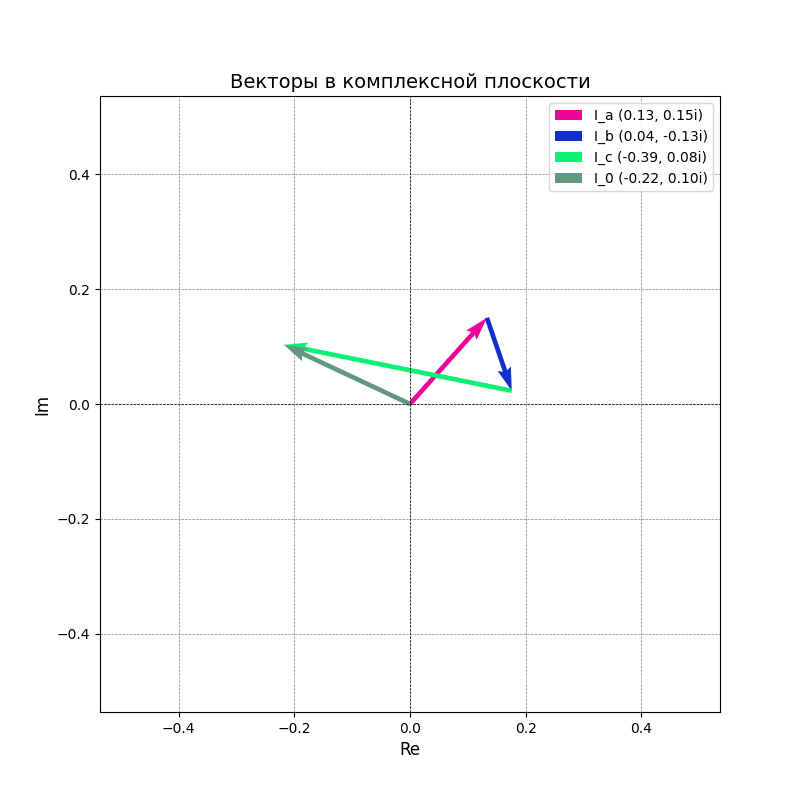 Векторы в комплексной плоскости
I_a (0.13, 0.15i)
I_b (0.04, -0.13i)
I_c (-0.39, 0.08i)
I_0 (-0.22, 0.10i)
0.4
0.2
0.0
−0.2
−0.4
Im
−0.4 −0.2 0.0 0.2 0.4
Re